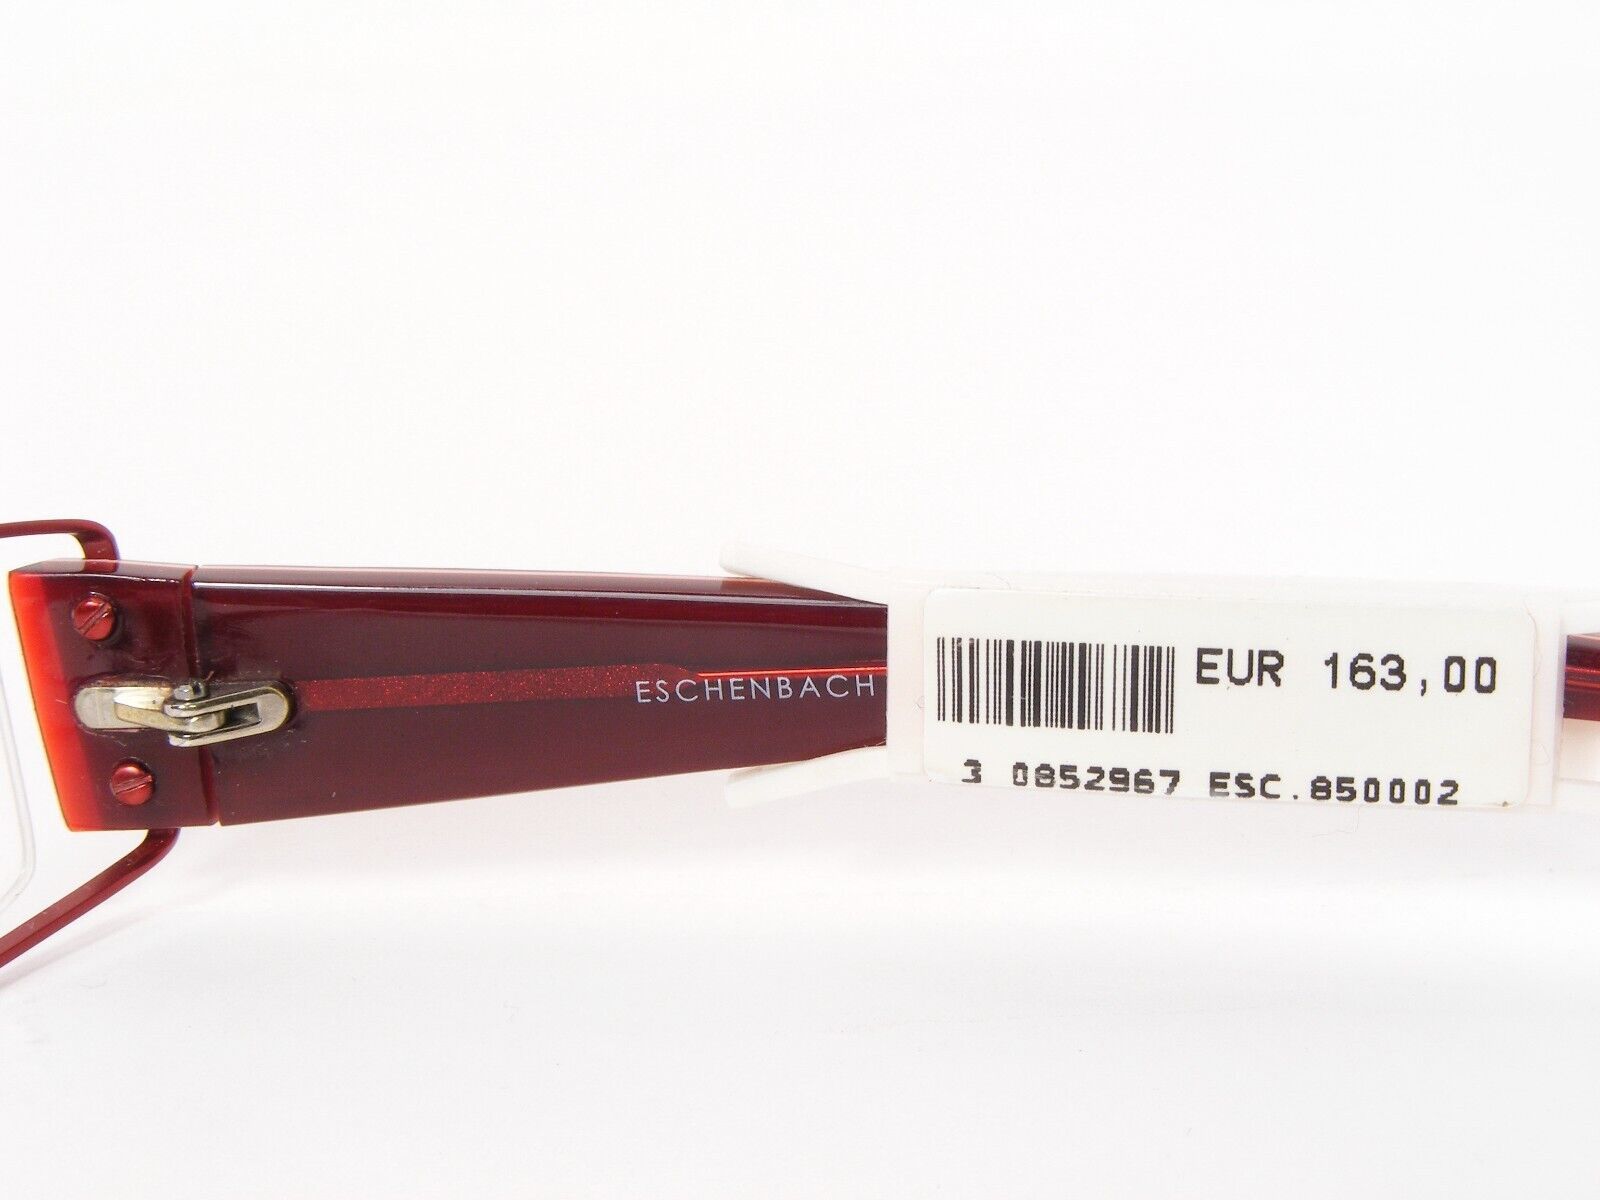 ESCHENBACH
EUR 163,00
3 0852967 ESC.850002